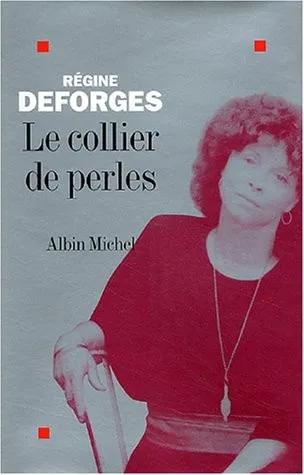 RÉGINE
DEFORGES
Le collier
de perles
Albin Michel